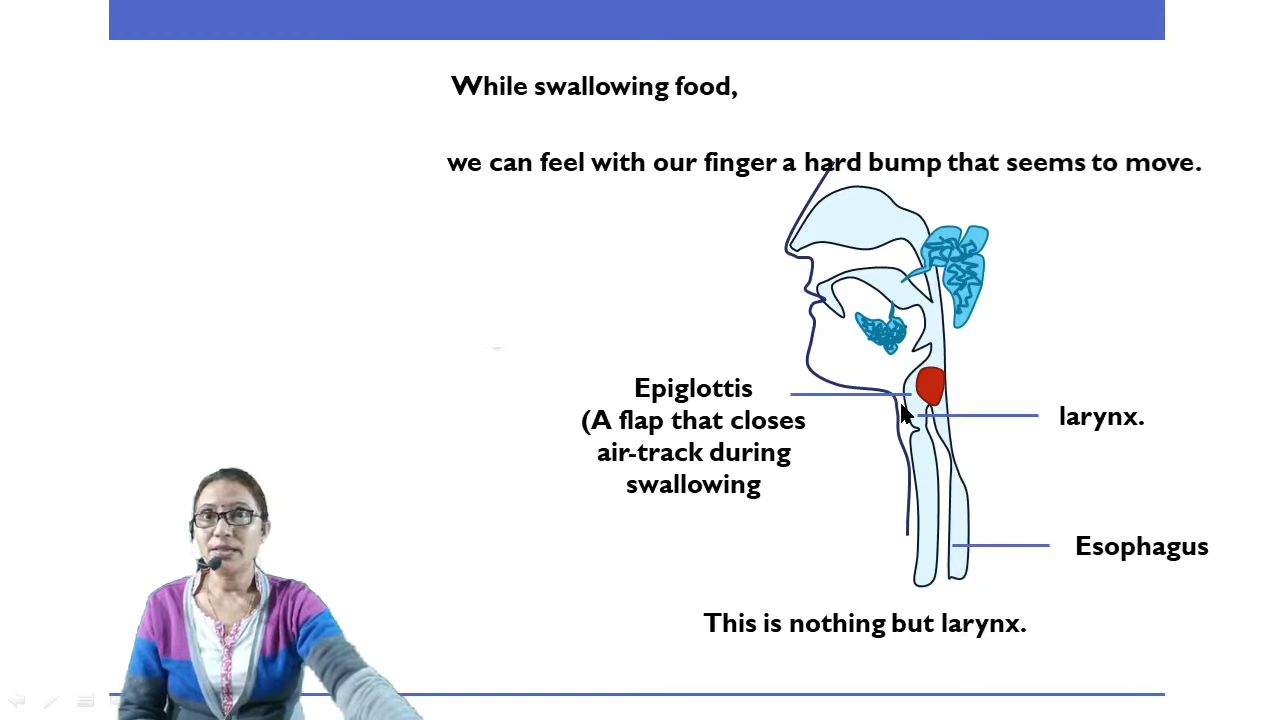 While swallowing food,
we can feel with our finger a hard bump that seems to move.
Epiglottis
(A flap that closes
air-track during
swallowing
larynx.
Esophagus
This is nothing but larynx.